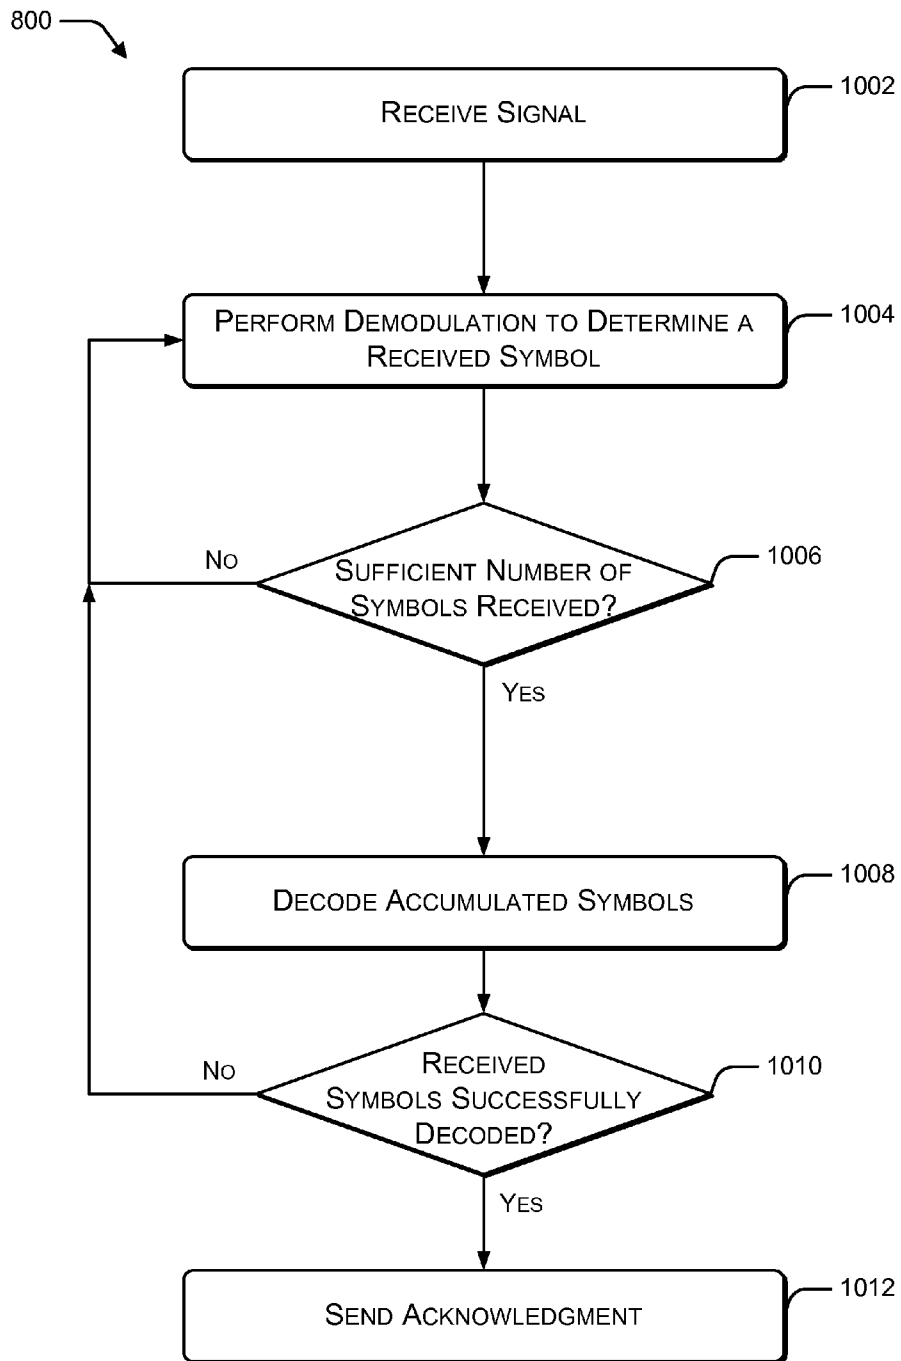 800
RECEIVE SIGNAL
1002
PERFORM DEMODULATION TO DETERMINE A
RECEIVED SYMBOL
1004
SUFFICIENT NUMBER OF
SYMBOLS RECEIVED?
1006
NO
YES
DECODE ACCUMULATED SYMBOLS
1008
RECEIVED
SYMBOLS SUCCESSFULLY
DECODED?
1010
NO
YES
SEND ACKNOWLEDGMENT
1012